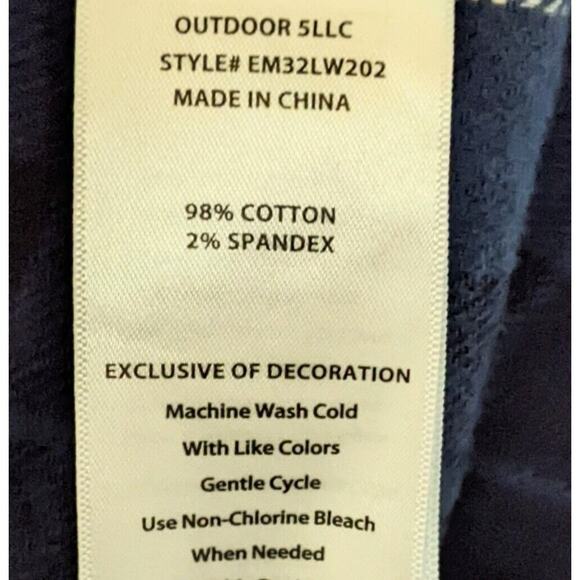 OUTDOOR 5LLC
STYLE# EM32LW202
MADE IN CHINA
98% COTTON
2% SPANDEX
EXCLUSIVE OF DECORATION
Machine Wash Cold
With Like Colors
Gentle Cycle
Use Non-Chlorine Bleach
When Needed